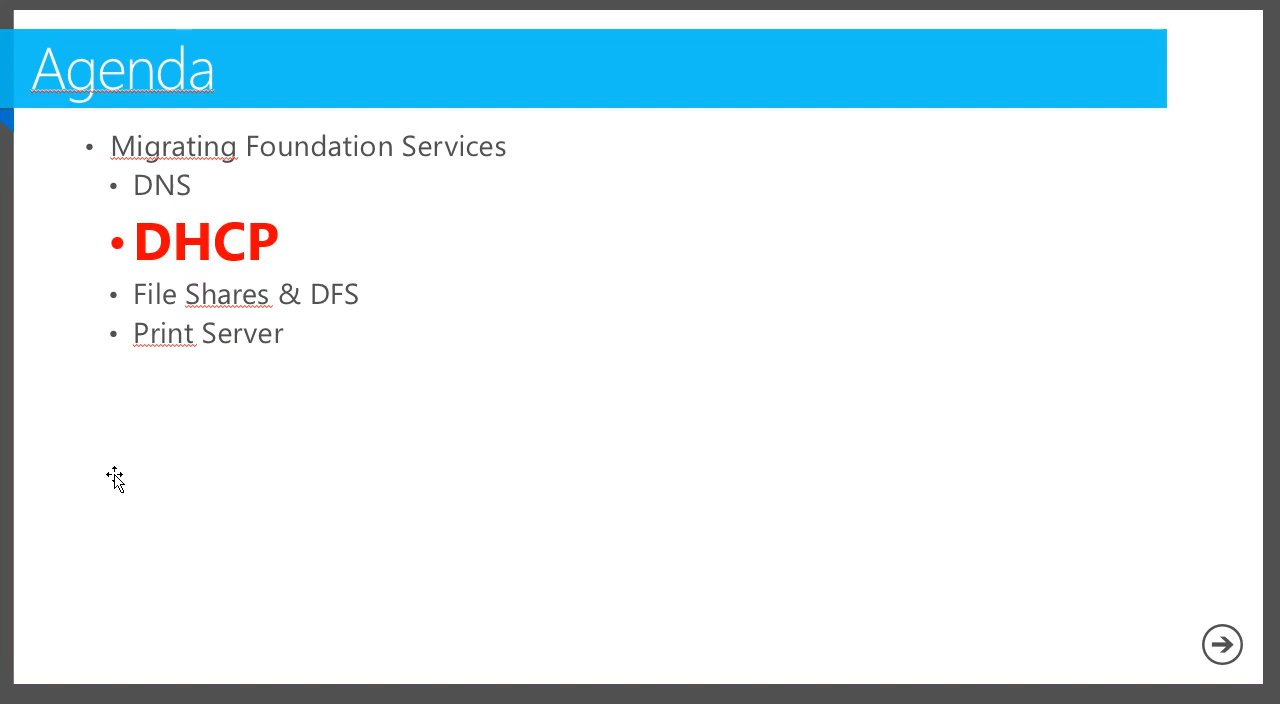 Agenda
• Migrating Foundation Services
• DNS
• DHCP
• File Shares & DFS
• Print Server